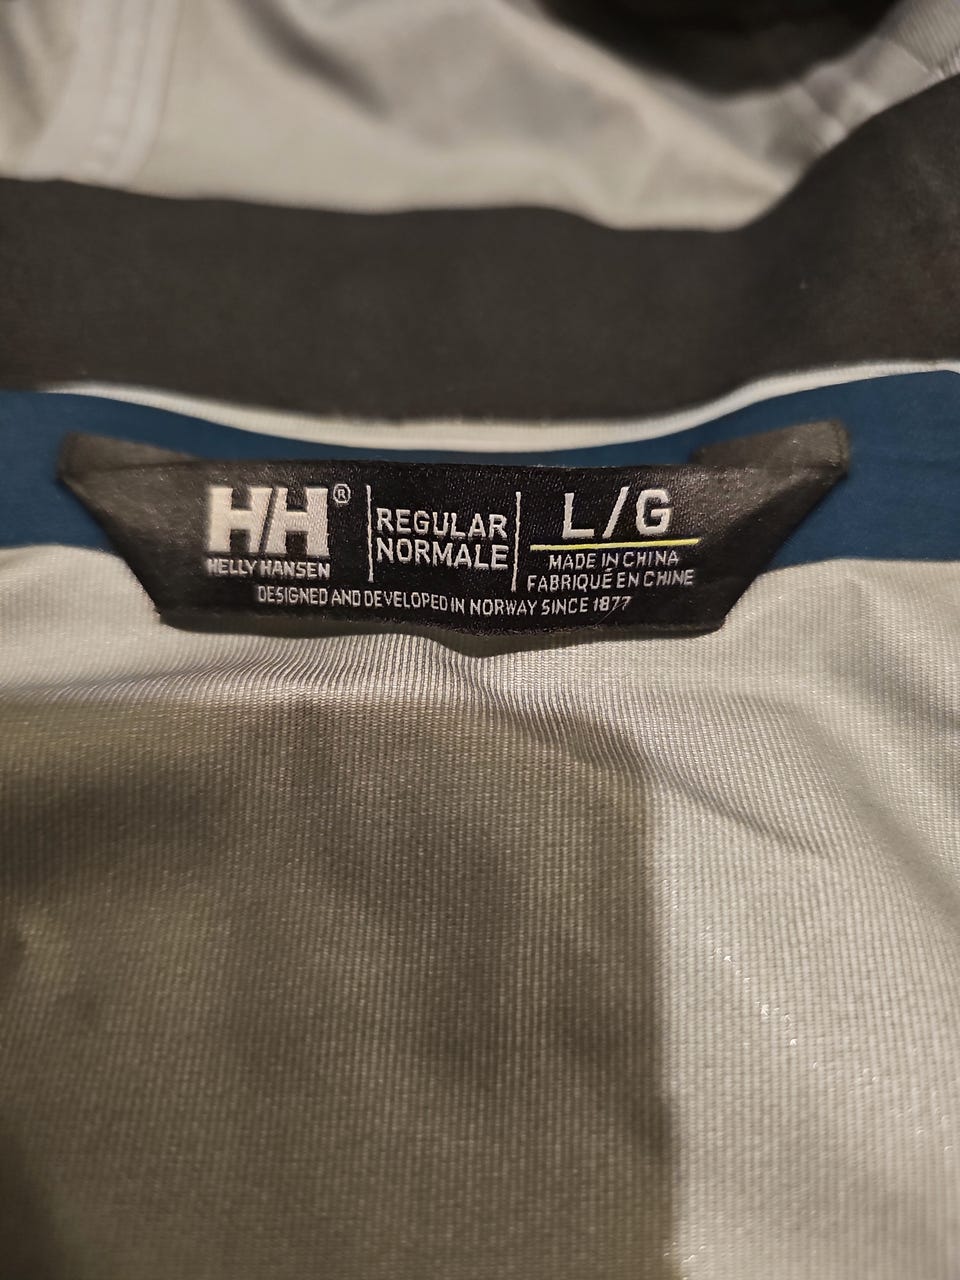 HH®
HELLY HANSEN
REGULAR
NORMALE
L/G
MADE IN CHINA
FABRIQUÉ EN CHINE
DESIGNED AND DEVELOPED IN NORWAY SINCE 1877